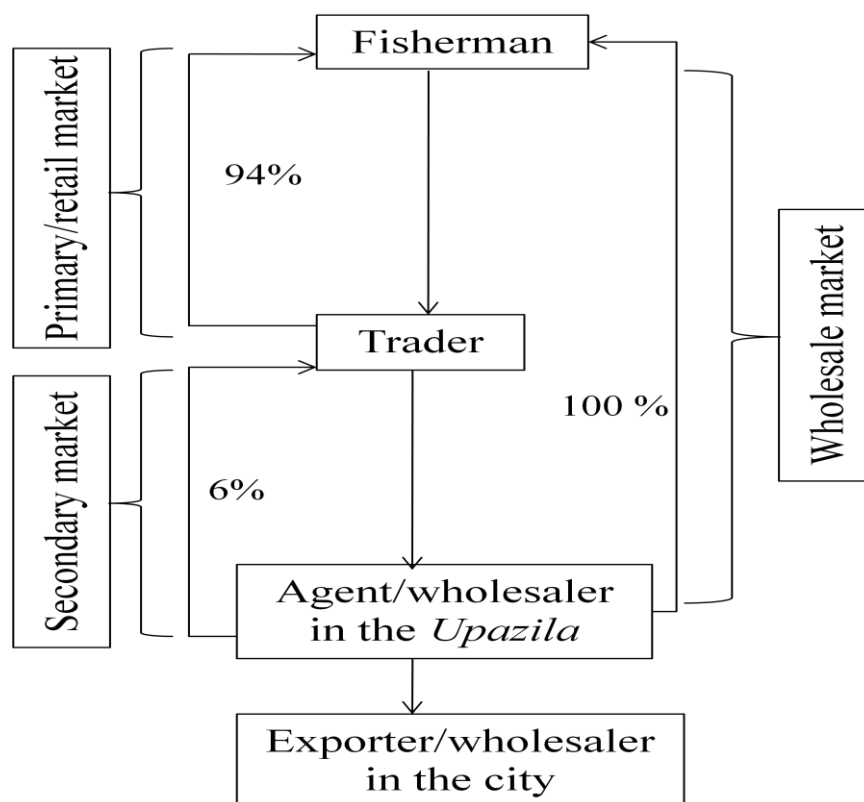 Fisherman
Primary/retail market
94%
Trader
Wholesale market
100 %
Secondary market
6%
Agent/wholesaler
in the Upazila
Exporter/wholesaler
in the city